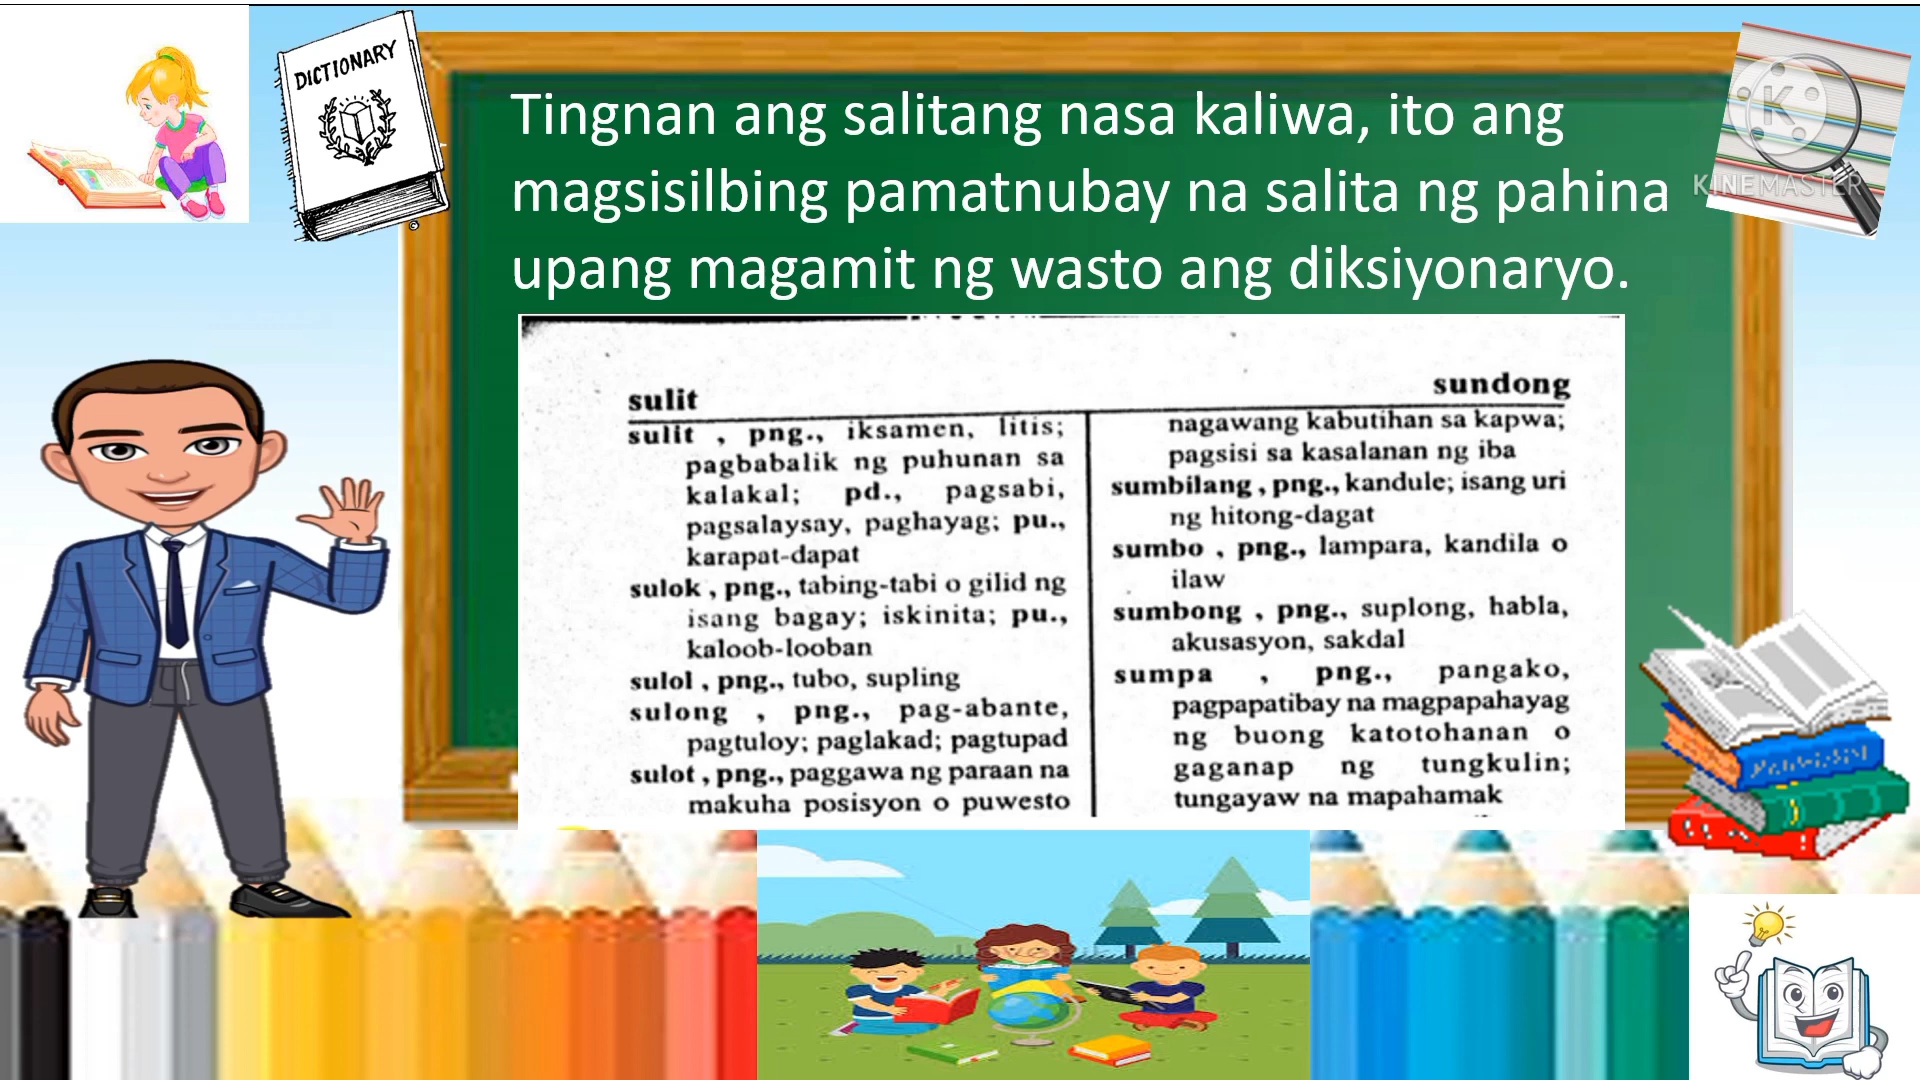 DICTIONARY
Tingnan ang salitang nasa kaliwa, ito ang
magsisilbing pamatnubay na salita ng pahina
upang magamit ng wasto ang diksiyonaryo.
KINEMASTER
sulit
sundong
sulit , png., iksamen, litis;
pagbabalik ng puhunan sa
kalakal; pd., pagsabi,
pagsalaysay, paghayag; pu.,
karapat-dapat
sulok , png., tabing-tabi o gilid ng
isang bagay; iskinita; pu.,
kaloob-looban
sulol , png., tubo, supling
sulong , png., pag-abante,
pagtuloy; paglakad; pagtupad
sulot , png., paggawa ng paraan na
makuha posisyon o puwesto
nagawang kabutihan sa kapwa;
pagsisi sa kasalanan ng iba
sumbilang , png., kandule; isang uri
ng hitong-dagat
sumbo , png., lampara, kandila o
ilaw
sumbong , png., suplong, habla,
akusasyon, sakdal
sumpa , png., pangako,
pagpapatibay na magpapahayag
ng buong katotohanan o
gaganap ng tungkulin;
tungayaw na mapahamak